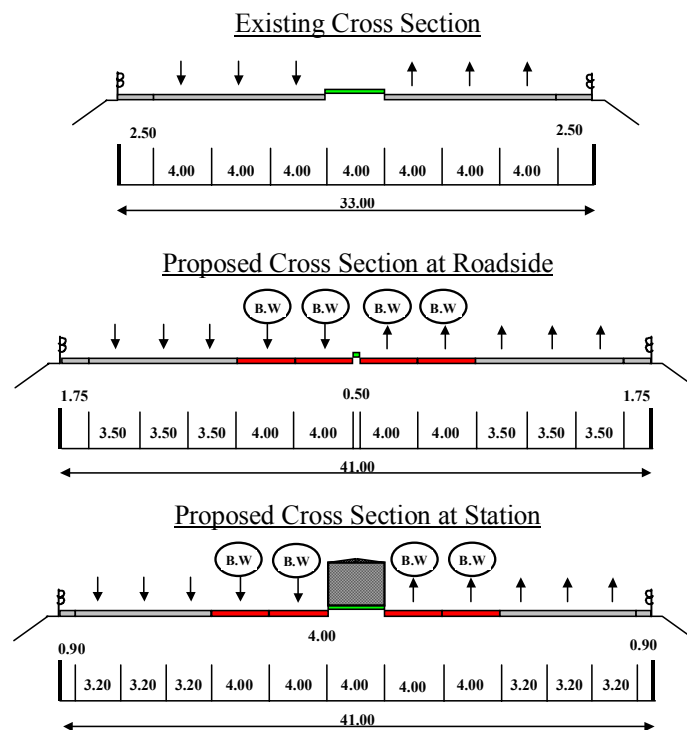 Existing Cross Section
2.50 2.50
4.00 4.00 4.00 4.00 4.00 4.00 4.00
33.00
Proposed Cross Section at Roadside
B.W B.W B.W B.W
1.75 0.50 1.75
3.50 3.50 3.50 4.00 4.00 4.00 4.00 3.50 3.50 3.50
41.00
Proposed Cross Section at Station
B.W B.W B.W B.W
0.90 4.00 0.90
3.20 3.20 3.20 4.00 4.00 4.00 4.00 4.00 3.20 3.20 3.20
41.00